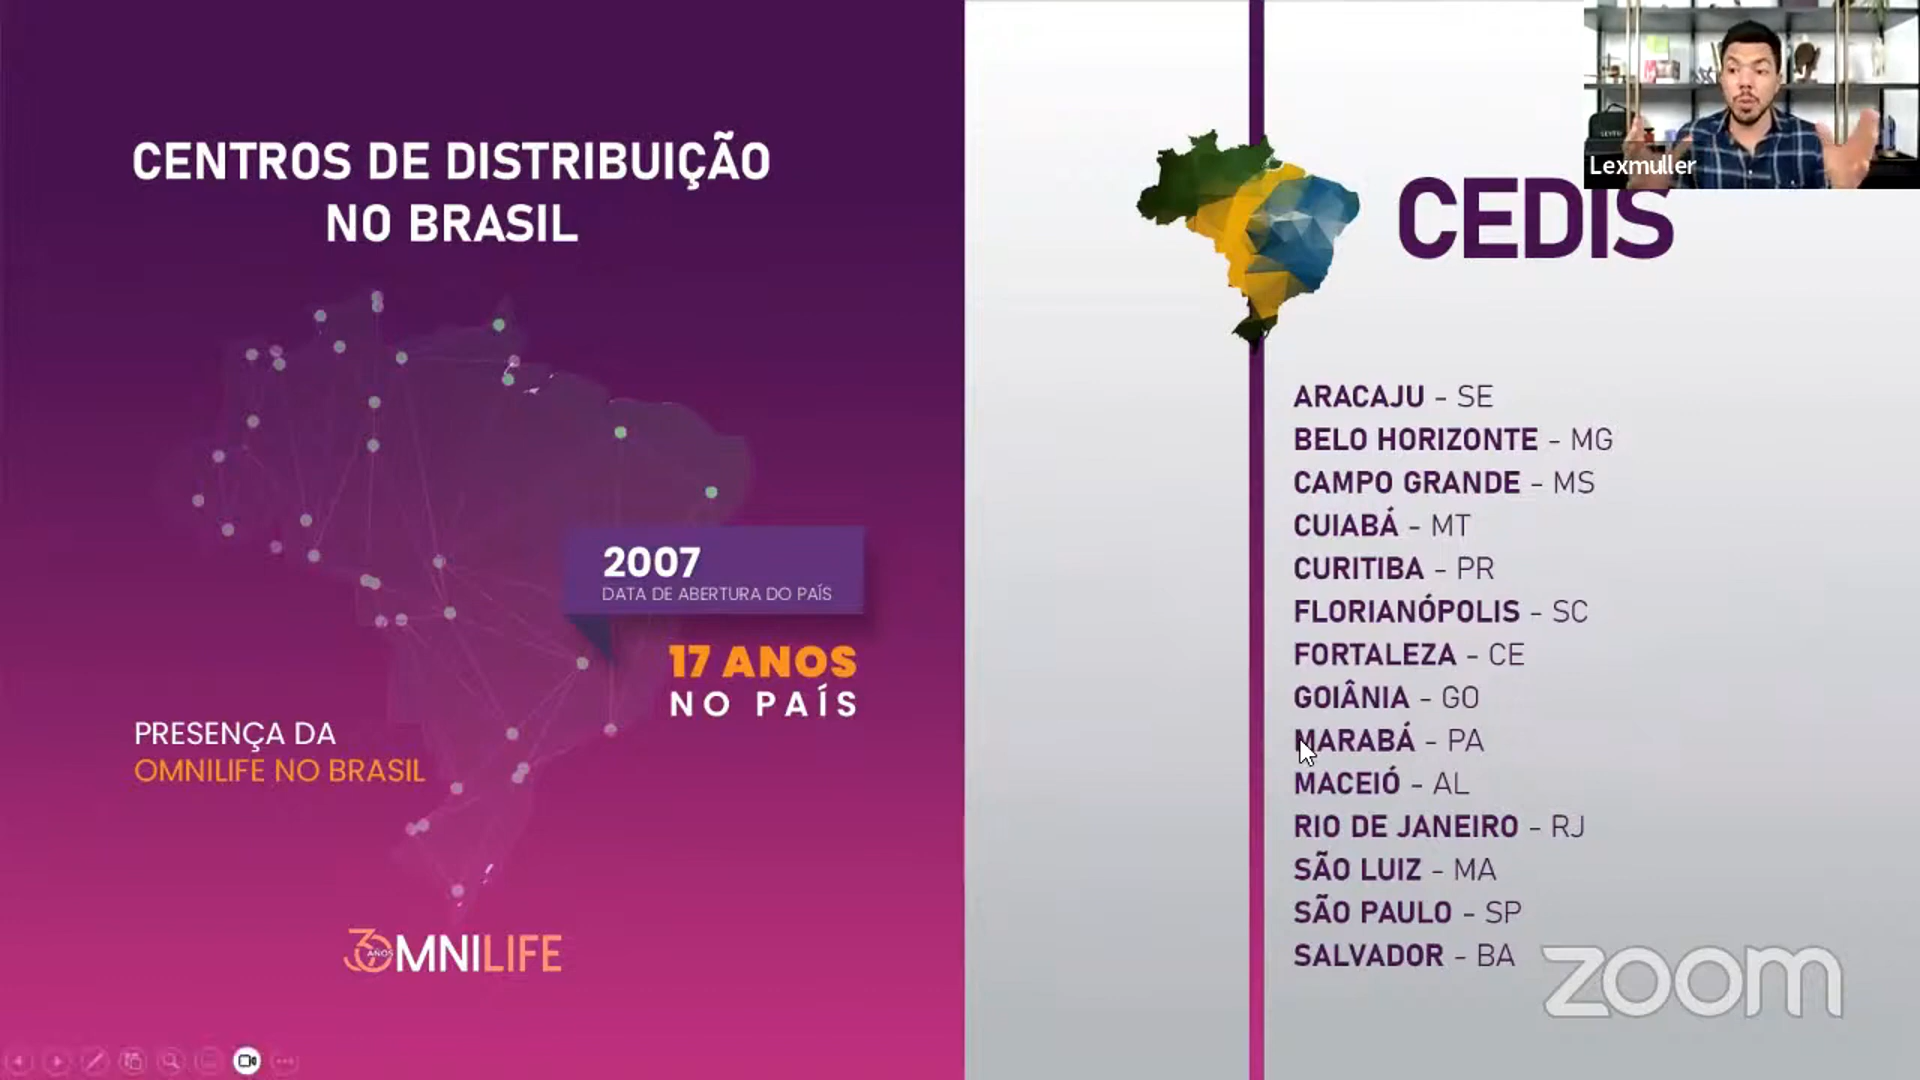 CENTROS DE DISTRIBUIÇÃO
NO BRASIL
2007
DATA DE ABERTURA DO PAÍS
17 ANOS
NO PAÍS
PRESENÇA DA
OMNILIFE NO BRASIL
30 AÑOS OMNILIFE
Lexmuller
CEDIS
ARACAJU - SE
BELO HORIZONTE - MG
CAMPO GRANDE - MS
CUIABÁ - MT
CURITIBA - PR
FLORIANÓPOLIS - SC
FORTALEZA - CE
GOIÂNIA - GO
MARABÁ - PA
MACEIÓ - AL
RIO DE JANEIRO - RJ
SÃO LUIZ - MA
SÃO PAULO - SP
SALVADOR - BA
zoom